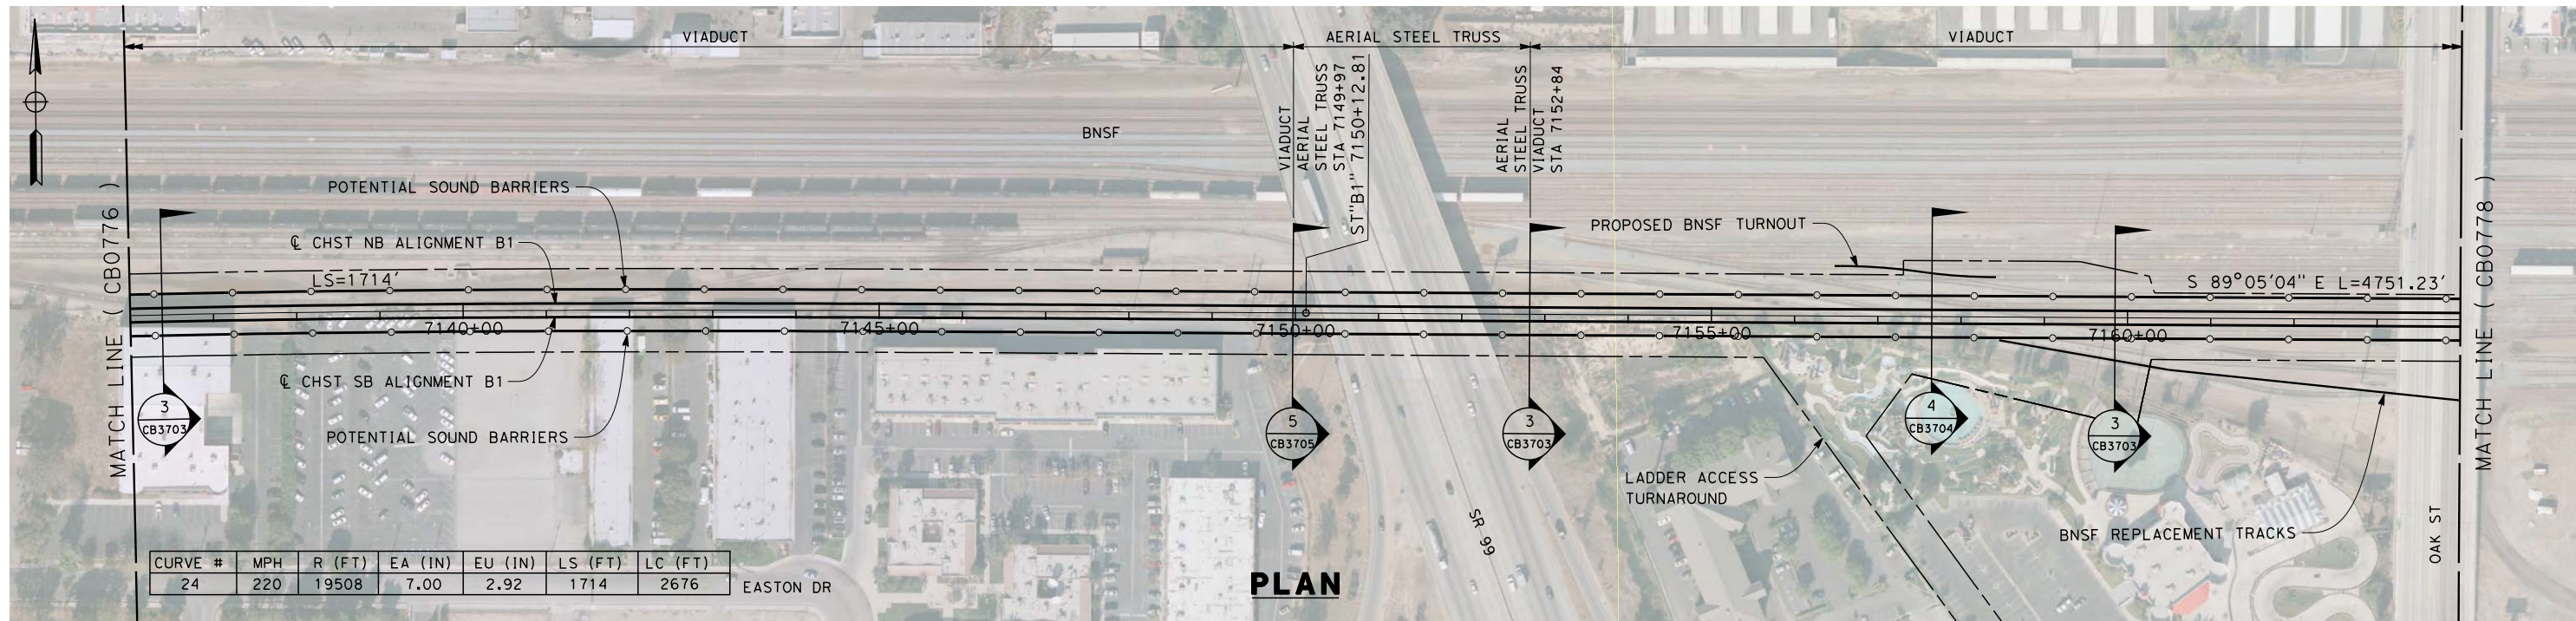 VIADUCT
AERIAL STEEL TRUSS
VIADUCT
VIADUCT
AERIAL
STEEL TRUSS
STA 7149+97
ST"B1" 7150+12.81
AERIAL
STEEL TRUSS
VIADUCT
STA 7152+84
BNSF
POTENTIAL SOUND BARRIERS
℄ CHST NB ALIGNMENT B1
LS=1714'
PROPOSED BNSF TURNOUT
S 89°05'04" E L=4751.23'
MATCH LINE ( CB0776 )
MATCH LINE ( CB0778 )
7140+00
7145+00
7150+00
7155+00
7160+00
℄ CHST SB ALIGNMENT B1
POTENTIAL SOUND BARRIERS
3
CB3703
5
CB3705
3
CB3703
4
CB3704
3
CB3703
LADDER ACCESS
TURNAROUND
SR 99
BNSF REPLACEMENT TRACKS
OAK ST
CURVE # MPH R (FT) EA (IN) EU (IN) LS (FT) LC (FT)
24 220 19508 7.00 2.92 1714 2676
EASTON DR
PLAN